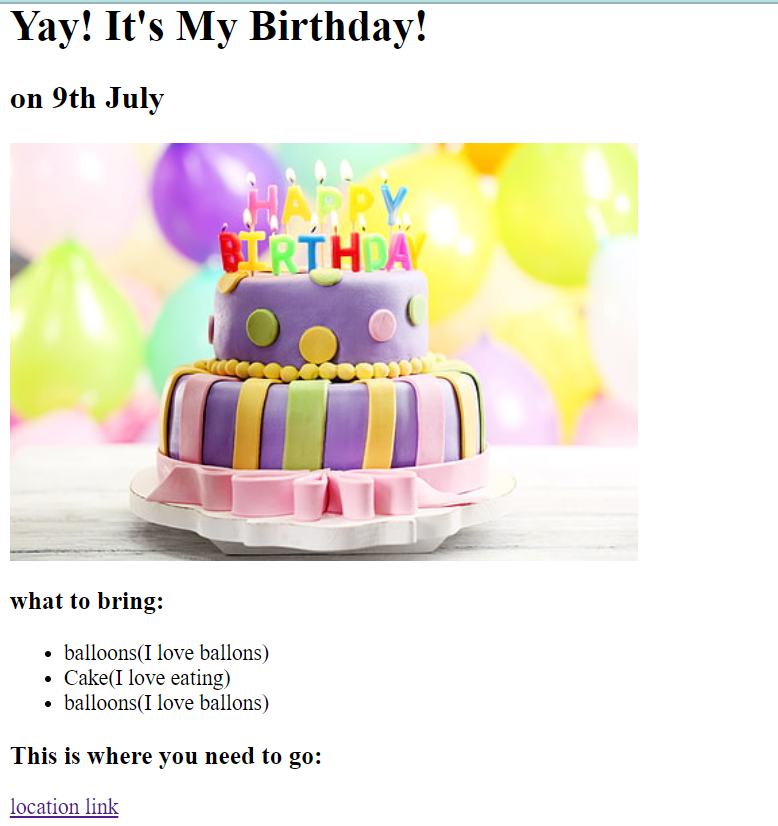 Yay! It's My Birthday!
on 9th July
HAPPY
BIRTHDAY
what to bring:
balloons(I love ballons)
Cake(I love eating)
balloons(I love ballons)
This is where you need to go:
location link